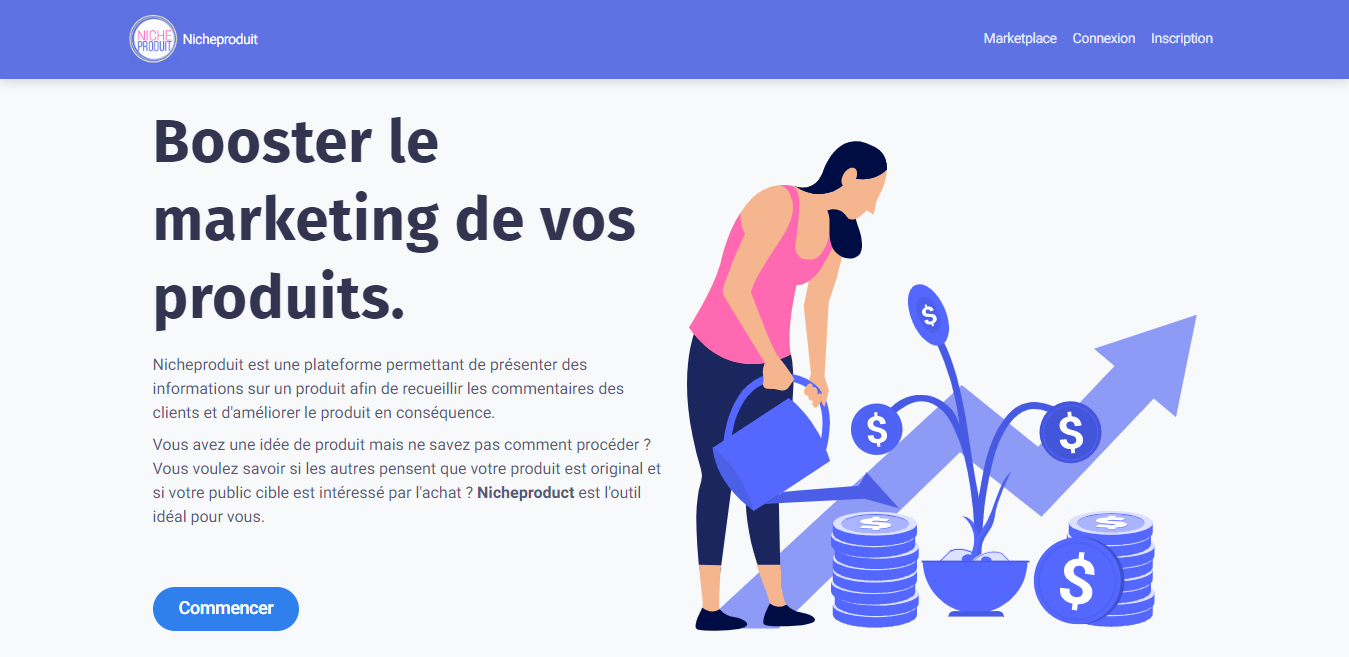 NICHE
PRODUIT
Nicheproduit
Marketplace Connexion Inscription
Booster le
marketing de vos
produits.
Nicheproduit est une plateforme permettant de présenter des
informations sur un produit afin de recueillir les commentaires des
clients et d'améliorer le produit en conséquence.
Vous avez une idée de produit mais ne savez pas comment procéder ?
Vous voulez savoir si les autres pensent que votre produit est original et
si votre public cible est intéressé par l'achat ? Nicheproduct est l'outil
idéal pour vous.
Commencer
$
$
$
$
$
$